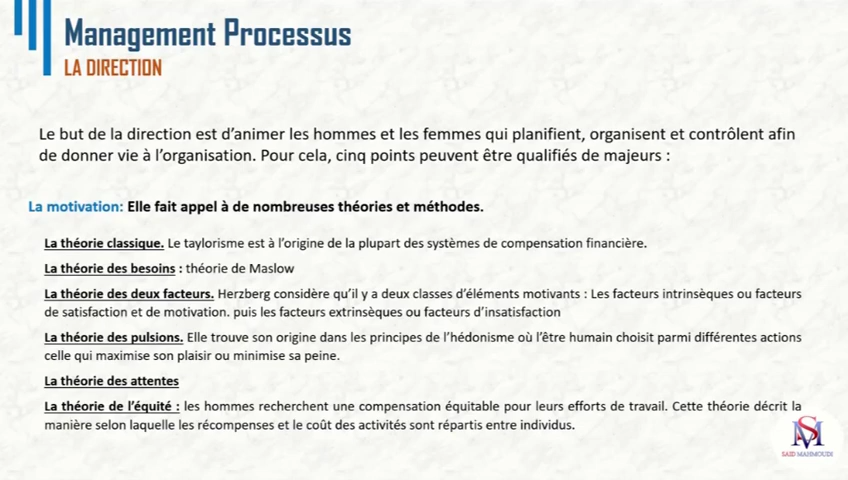 Management Processus
LA DIRECTION
Le but de la direction est d'animer les hommes et les femmes qui planifient, organisent et contrôlent afin
de donner vie à l'organisation. Pour cela, cinq points peuvent être qualifiés de majeurs :
La motivation: Elle fait appel à de nombreuses théories et méthodes.
La théorie classique. Le taylorisme est à l'origine de la plupart des systèmes de compensation financière.
La théorie des besoins : théorie de Maslow
La théorie des deux facteurs. Herzberg considère qu'il y a deux classes d'éléments motivants : Les facteurs intrinsèques ou facteurs
de satisfaction et de motivation. puis les facteurs extrinsèques ou facteurs d'insatisfaction
La théorie des pulsions. Elle trouve son origine dans les principes de l'hédonisme où l'être humain choisit parmi différentes actions
celle qui maximise son plaisir ou minimise sa peine.
La théorie des attentes
La théorie de l'équité : les hommes recherchent une compensation équitable pour leurs efforts de travail. Cette théorie décrit la
manière selon laquelle les récompenses et le coût des activités sont répartis entre individus.
SM
SAID MAHMOUDI